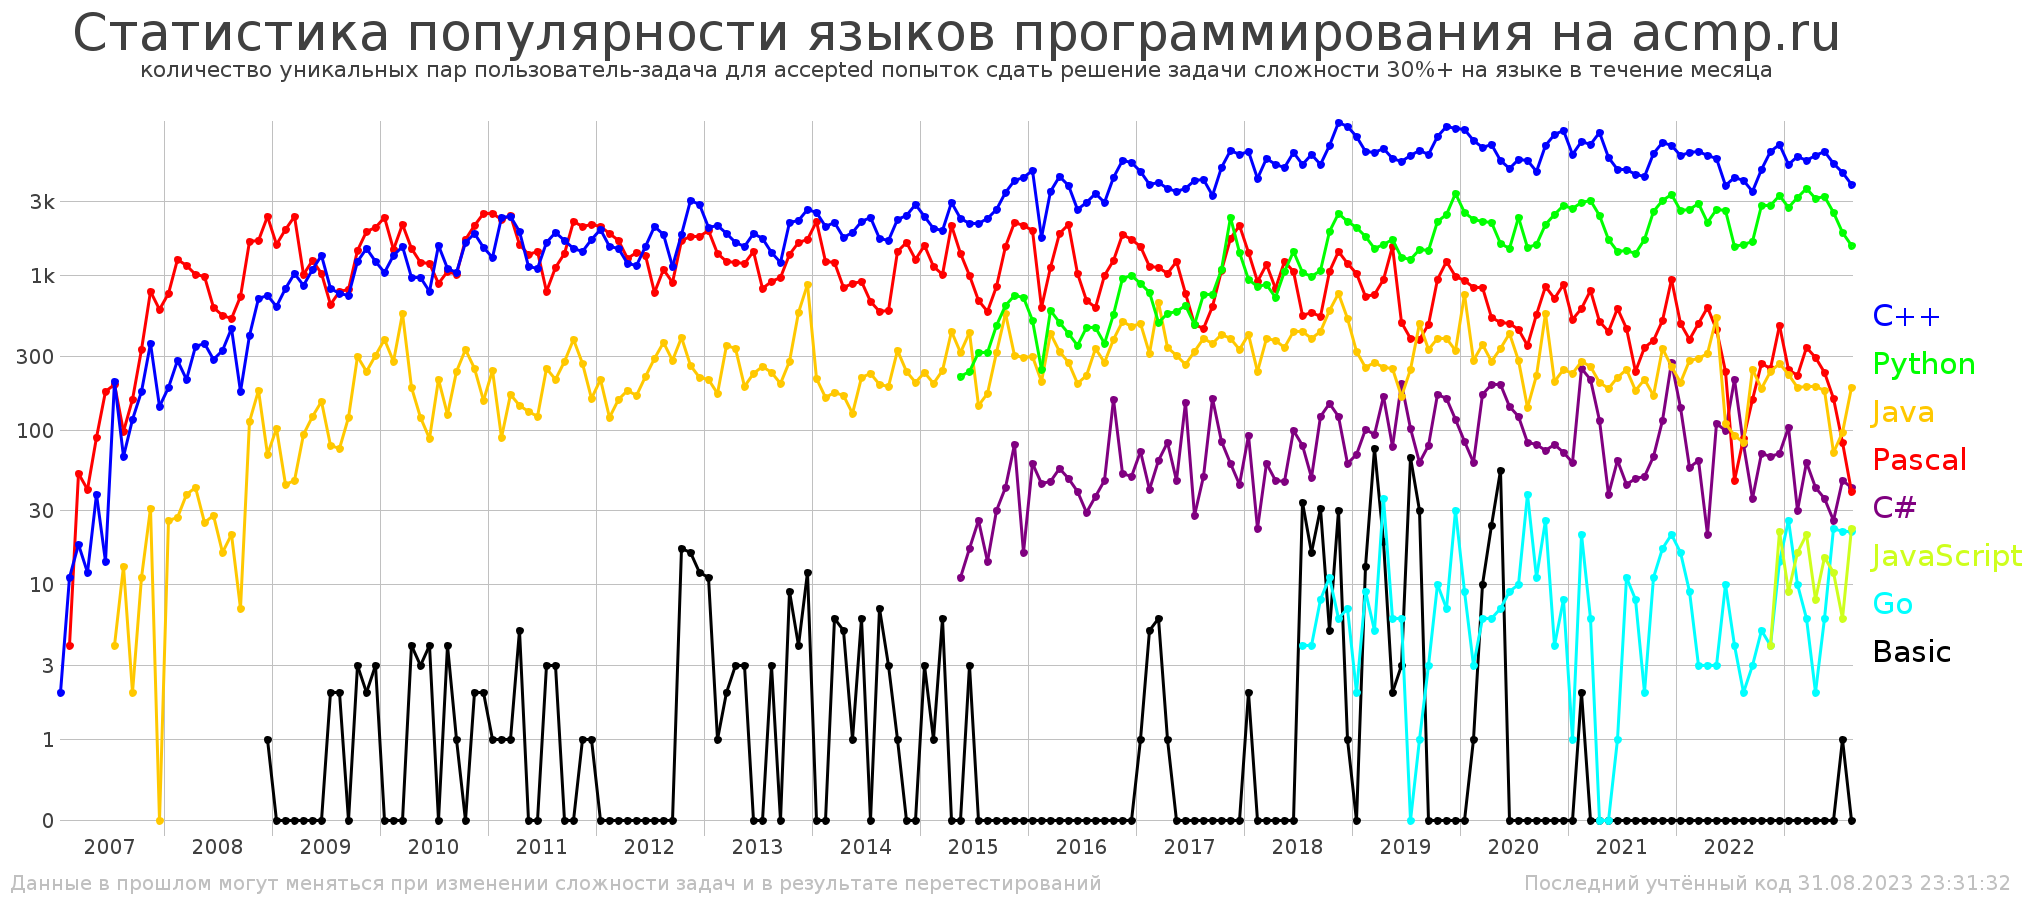 Статистика популярности языков программирования на acmp.ru
количество уникальных пар пользователь-задача для accepted попыток сдать решение задачи сложности 30%+ на языке в течение месяца
3k
1k
300
100
30
10
3
1
0
C++
Python
Java
Pascal
C#
JavaScript
Go
Basic
2007 2008 2009 2010 2011 2012 2013 2014 2015 2016 2017 2018 2019 2020 2021 2022
Данные в прошлом могут меняться при изменении сложности задач и в результате перетестирований
Последний учтённый код 31.08.2023 23:31:32